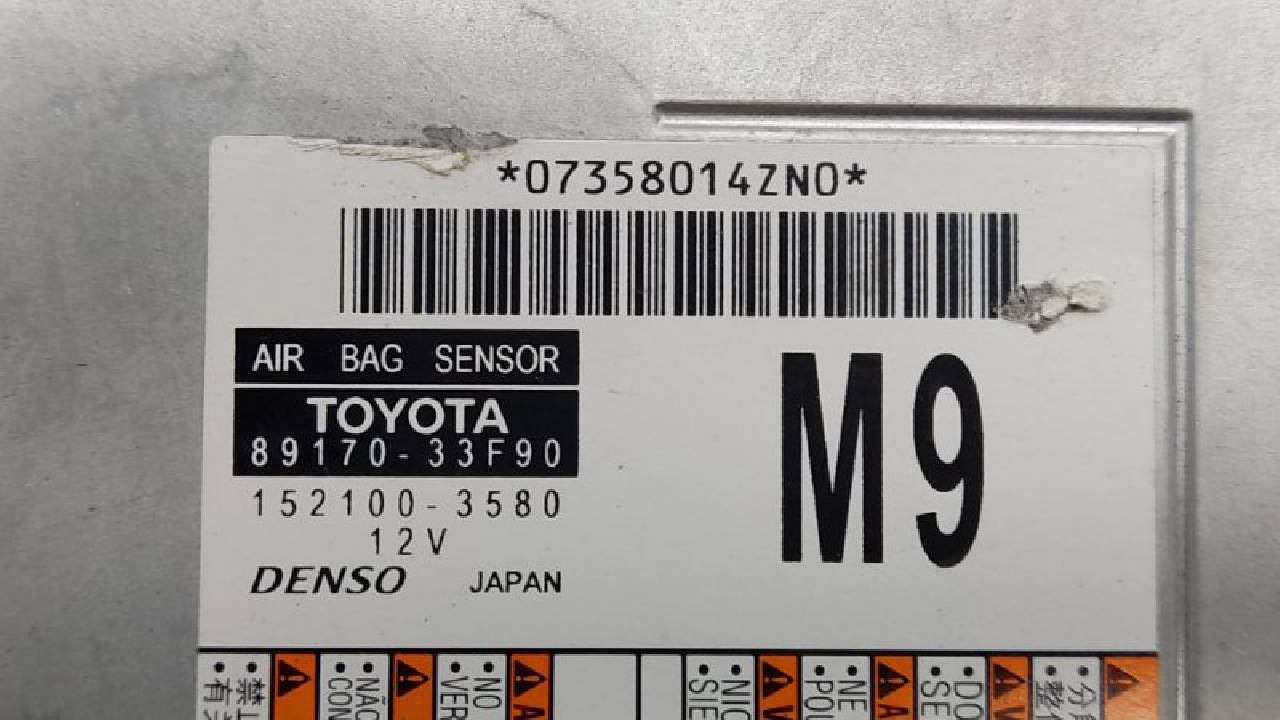 *07358014ZN0*
AIR BAG SENSOR
TOYOTA
89170-33F90
152100-3580
12V
DENSO JAPAN
M9